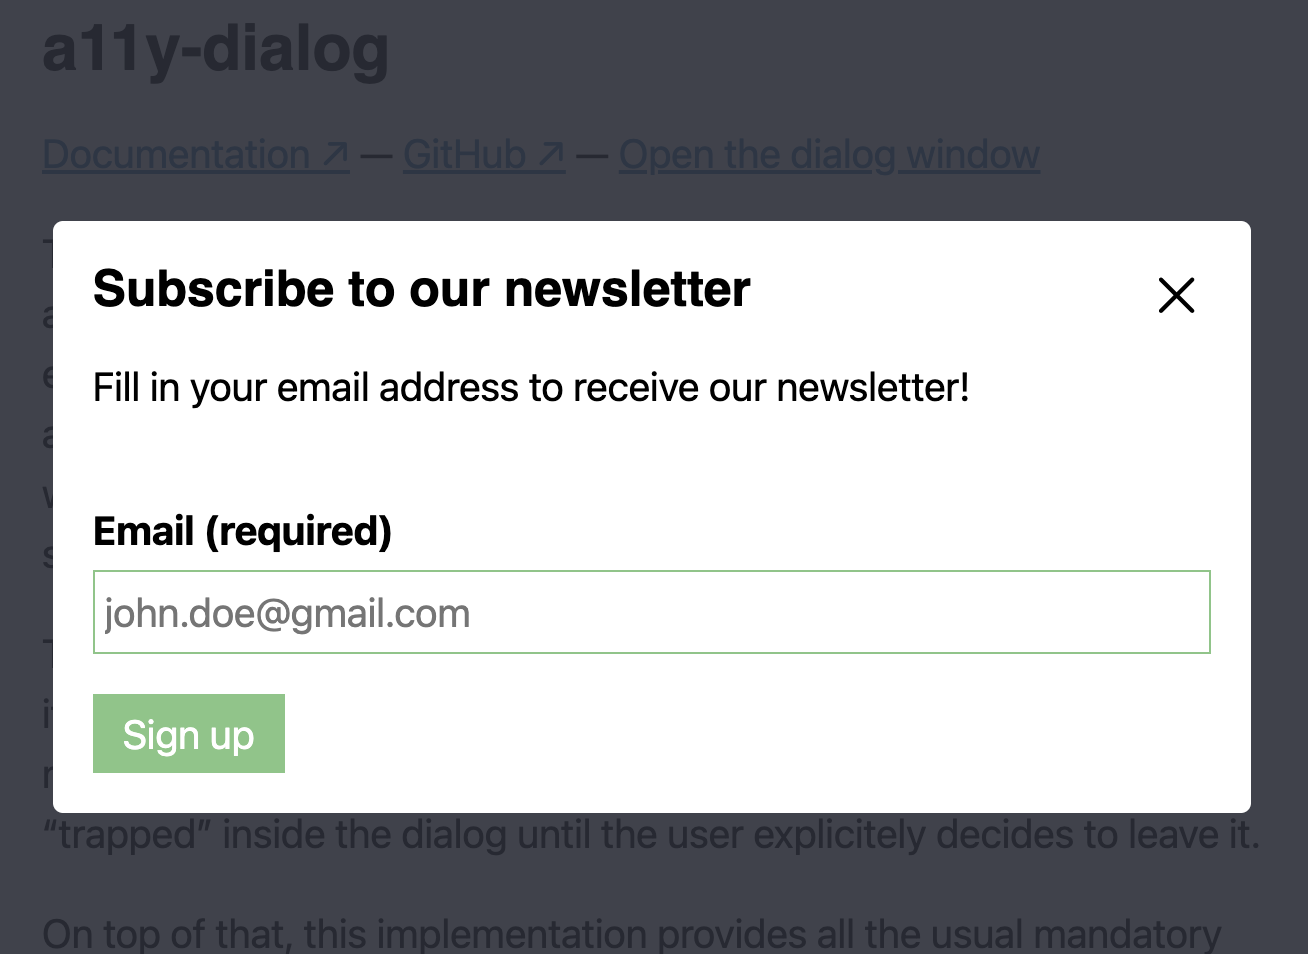 a11y-dialog
Documentation ↗ — GitHub ↗ — Open the dialog window
Subscribe to our newsletter
Fill in your email address to receive our newsletter!
Email (required)
john.doe@gmail.com
Sign up
“trapped” inside the dialog until the user explicitely decides to leave it.
On top of that, this implementation provides all the usual mandatory